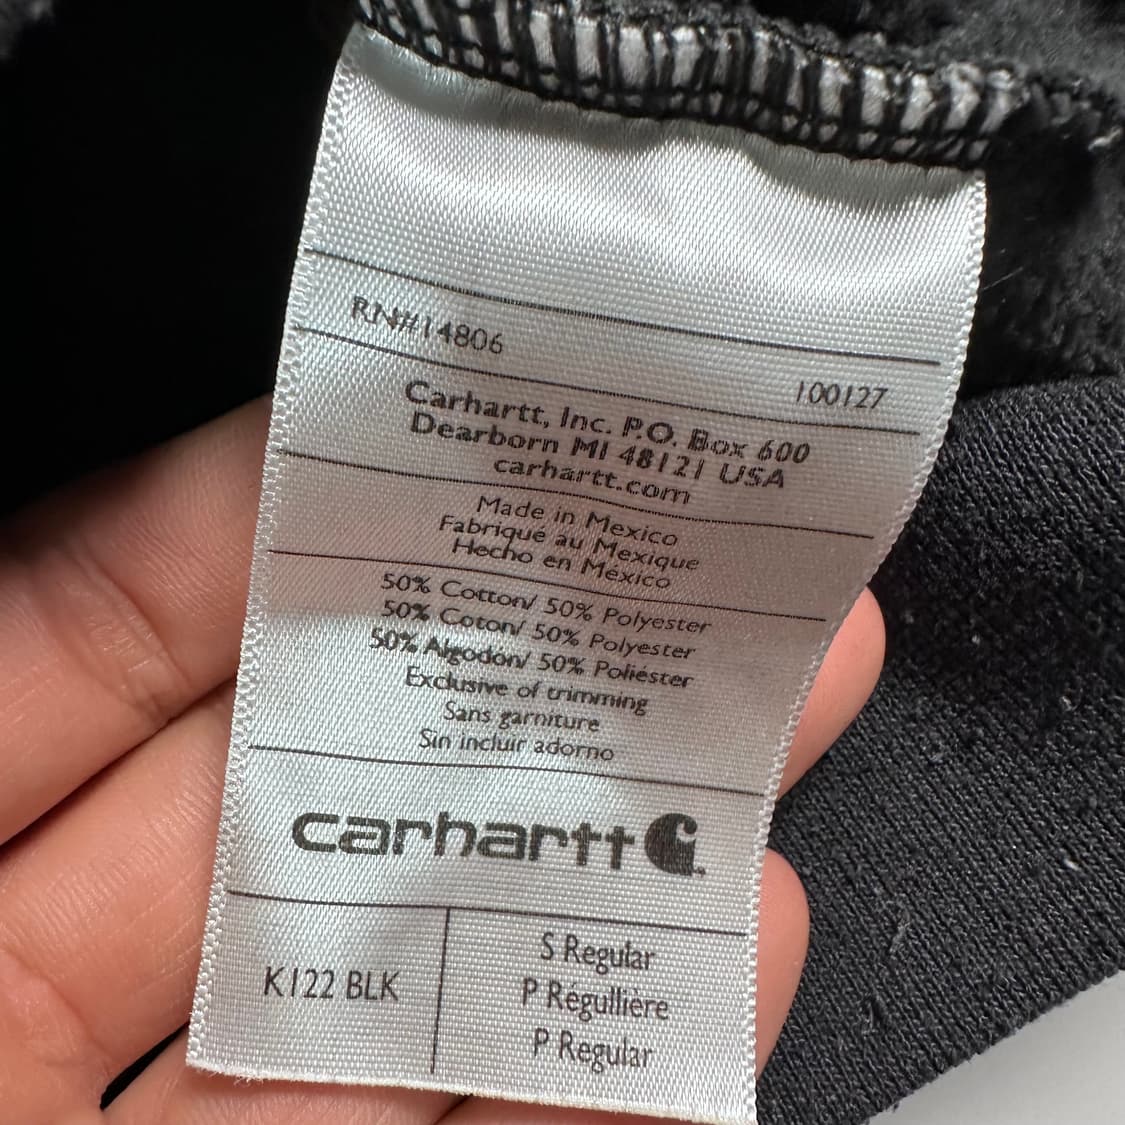 RN#14806
100127
Carhartt, Inc. P.O. Box 600
Dearborn MI 48121 USA
carhartt.com
Made in Mexico
Fabriqué au Mexique
Hecho en México
50% Cotton/ 50% Polyester
50% Coton/ 50% Polyester
50% Algodon/ 50% Poliéster
Exclusive of trimming
Sans garniture
Sin incluir adorno
carhartt
K122 BLK
S Regular
P Régullière
P Regular